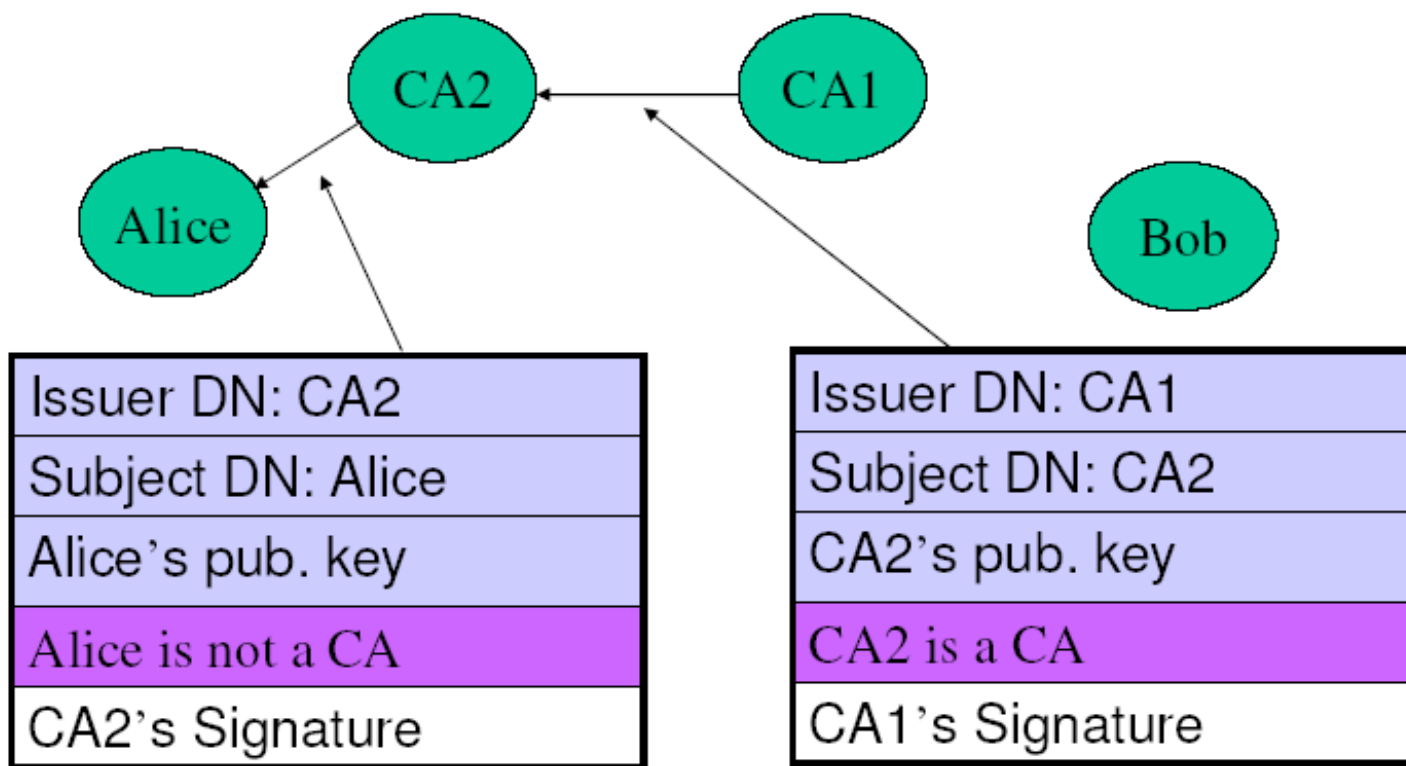 CA2
CA1
Alice
Bob
Issuer DN: CA2
Subject DN: Alice
Alice’s pub. key
Alice is not a CA
CA2’s Signature
Issuer DN: CA1
Subject DN: CA2
CA2’s pub. key
CA2 is a CA
CA1’s Signature